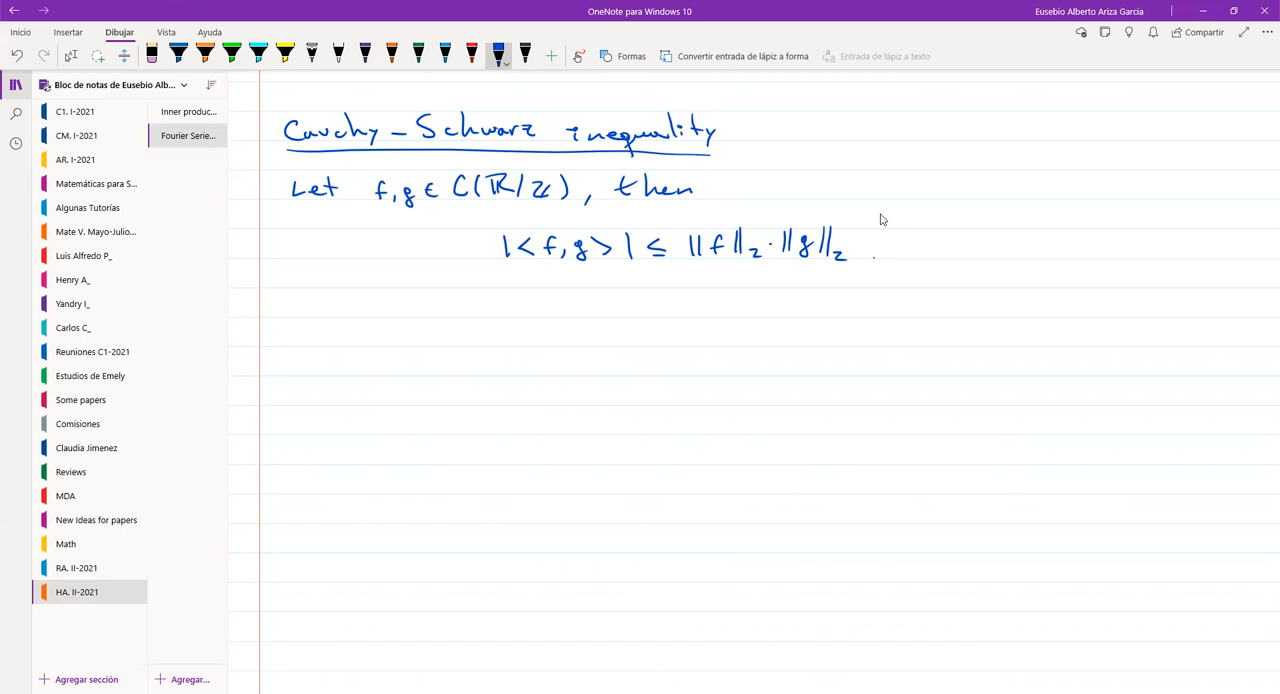 OneNote para Windows 10
Eusebio Alberto Ariza Garcia
Inicio Insertar Dibujar Vista Ayuda
Compartir
Formas Convertir entrada de lápiz a forma Entrada de lápiz a texto
Bloc de notas de Eusebio Alb...
C1. I-2021
CM. I-2021
AR. I-2021
Matemáticas para S...
Algunas Tutorías
Mate V. Mayo-Julio...
Luis Alfredo P_
Henry A_
Yandry I_
Carlos C_
Reuniones C1-2021
Estudios de Emely
Some papers
Comisiones
Claudia Jimenez
Reviews
MDA
New Ideas for papers
Math
RA. II-2021
HA. II-2021
Agregar sección
Inner produc...
Fourier Serie...
Agregar...
Cauchy - Schwarz inequality
Let f,g ∈ C(ℝ/ℤ), then
|<f,g>| ≤ ||f||₂ · ||g||₂ .